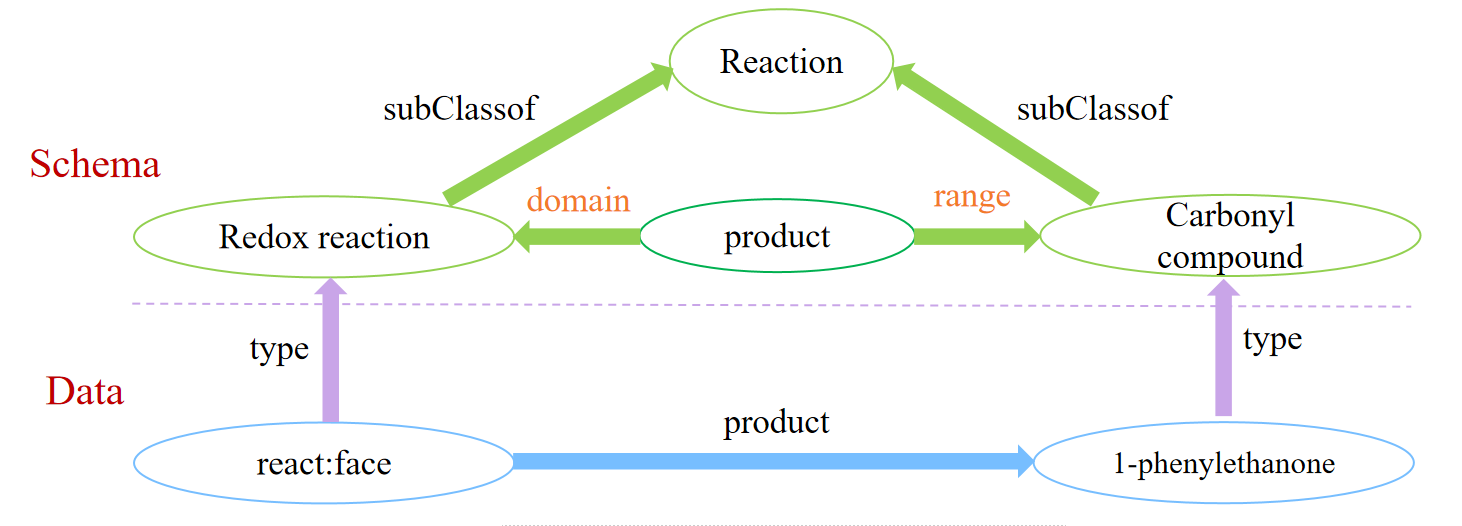 Reaction
subClassof
subClassof
Schema
domain
range
Redox reaction
product
Carbonyl
compound
type
type
Data
product
react:face
1-phenylethanone